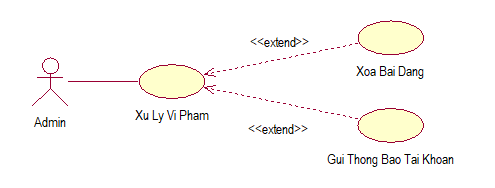 <<extend>>
Xoa Bai Dang
Admin
Xu Ly Vi Pham
<<extend>>
Gui Thong Bao Tai Khoan